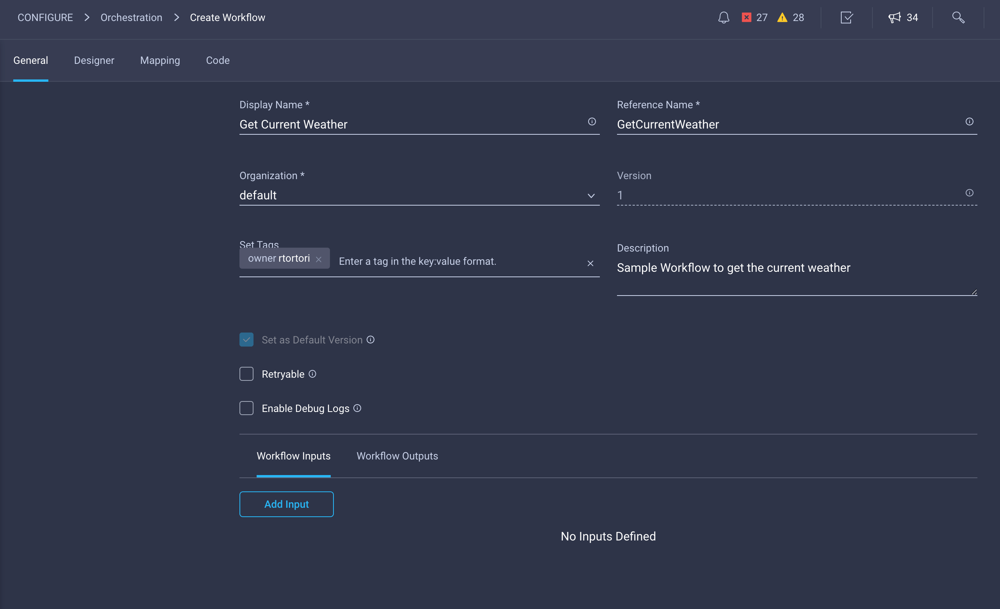 CONFIGURE > Orchestration > Create Workflow 27 28 34
General Designer Mapping Code
Display Name * Reference Name *
Get Current Weather GetCurrentWeather
Organization * Version
default 1
Set Tags Description
owner rtortori Enter a tag in the key:value format. Sample Workflow to get the current weather
Set as Default Version
Retryable
Enable Debug Logs
Workflow Inputs Workflow Outputs
Add Input
No Inputs Defined